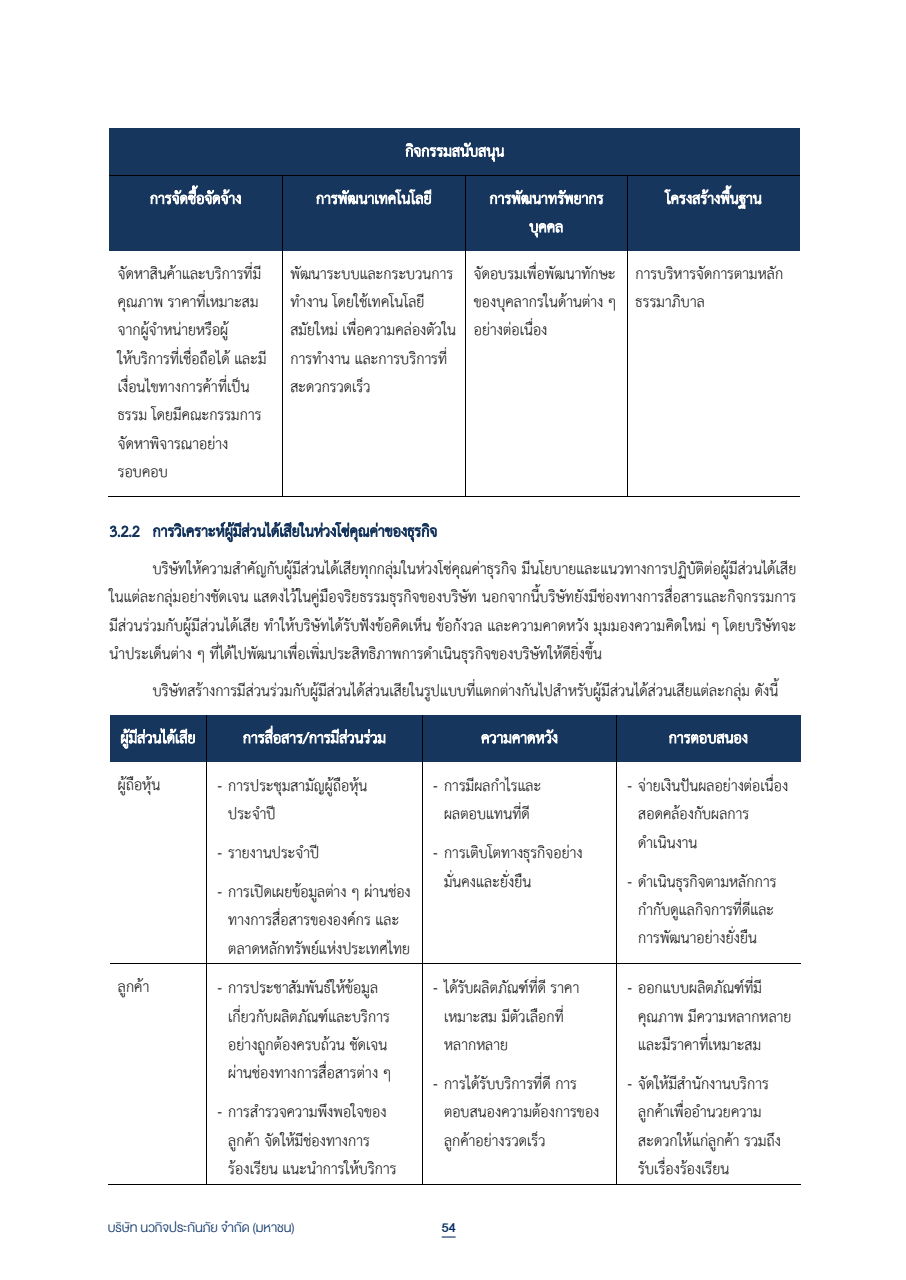 กิจกรรมสนับสนุน
การจัดซื้อจัดจ้าง
การพัฒนาเทคโนโลยี
การพัฒนาทรัพยากร
บุคคล
โครงสร้างพื้นฐาน
จัดหาสินค้าและบริการที่มี
คุณภาพ ราคาที่เหมาะสม
จากผู้จำหน่ายหรือผู้
ให้บริการที่เชื่อถือได้ และมี
เงื่อนไขทางการค้าที่เป็น
ธรรม โดยมีคณะกรรมการ
จัดหาพิจารณาอย่าง
รอบคอบ
พัฒนาระบบและกระบวนการ
ทำงาน โดยใช้เทคโนโลยี
สมัยใหม่ เพื่อความคล่องตัวใน
การทำงาน และการบริการที่
สะดวกรวดเร็ว
จัดอบรมเพื่อพัฒนาทักษะ
ของบุคลากรในด้านต่าง ๆ
อย่างต่อเนื่อง
การบริหารจัดการตามหลัก
ธรรมาภิบาล
3.2.2 การวิเคราะห์ผู้มีส่วนได้เสียในห่วงโซ่คุณค่าของธุรกิจ
บริษัทให้ความสำคัญกับผู้มีส่วนได้เสียทุกกลุ่มในห่วงโซ่คุณค่าธุรกิจ มีนโยบายและแนวทางการปฏิบัติต่อผู้มีส่วนได้เสีย
ในแต่ละกลุ่มอย่างชัดเจน แสดงไว้ในคู่มือจริยธรรมธุรกิจของบริษัท นอกจากนี้บริษัทยังมีช่องทางการสื่อสารและกิจกรรมการ
มีส่วนร่วมกับผู้มีส่วนได้เสีย ทำให้บริษัทได้รับฟังข้อคิดเห็น ข้อกังวล และความคาดหวัง มุมมองความคิดใหม่ ๆ โดยบริษัทจะ
นำประเด็นต่าง ๆ ที่ได้ไปพัฒนาเพื่อเพิ่มประสิทธิภาพการดำเนินธุรกิจของบริษัทให้ดียิ่งขึ้น
บริษัทสร้างการมีส่วนร่วมกับผู้มีส่วนได้ส่วนเสียในรูปแบบที่แตกต่างกันไปสำหรับผู้มีส่วนได้ส่วนเสียแต่ละกลุ่ม ดังนี้
ผู้มีส่วนได้เสีย
การสื่อสาร/การมีส่วนร่วม
ความคาดหวัง
การตอบสนอง
ผู้ถือหุ้น
- การประชุมสามัญผู้ถือหุ้น
ประจำปี
- รายงานประจำปี
- การเปิดเผยข้อมูลต่าง ๆ ผ่านช่อง
ทางการสื่อสารขององค์กร และ
ตลาดหลักทรัพย์แห่งประเทศไทย
- การมีผลกำไรและ
ผลตอบแทนที่ดี
- การเติบโตทางธุรกิจอย่าง
มั่นคงและยั่งยืน
- จ่ายเงินปันผลอย่างต่อเนื่อง
สอดคล้องกับผลการ
ดำเนินงาน
- ดำเนินธุรกิจตามหลักการ
กำกับดูแลกิจการที่ดีและ
การพัฒนาอย่างยั่งยืน
ลูกค้า
- การประชาสัมพันธ์ให้ข้อมูล
เกี่ยวกับผลิตภัณฑ์และบริการ
อย่างถูกต้องครบถ้วน ชัดเจน
ผ่านช่องทางการสื่อสารต่าง ๆ
- การสำรวจความพึงพอใจของ
ลูกค้า จัดให้มีช่องทางการ
ร้องเรียน แนะนำการให้บริการ
- ได้รับผลิตภัณฑ์ที่ดี ราคา
เหมาะสม มีตัวเลือกที่
หลากหลาย
- การได้รับบริการที่ดี การ
ตอบสนองความต้องการของ
ลูกค้าอย่างรวดเร็ว
- ออกแบบผลิตภัณฑ์ที่มี
คุณภาพ มีความหลากหลาย
และมีราคาที่เหมาะสม
- จัดให้มีสำนักงานบริการ
ลูกค้าเพื่ออำนวยความ
สะดวกให้แก่ลูกค้า รวมถึง
รับเรื่องร้องเรียน
บริษัท นวกิจประกันภัย จำกัด (มหาชน)
54